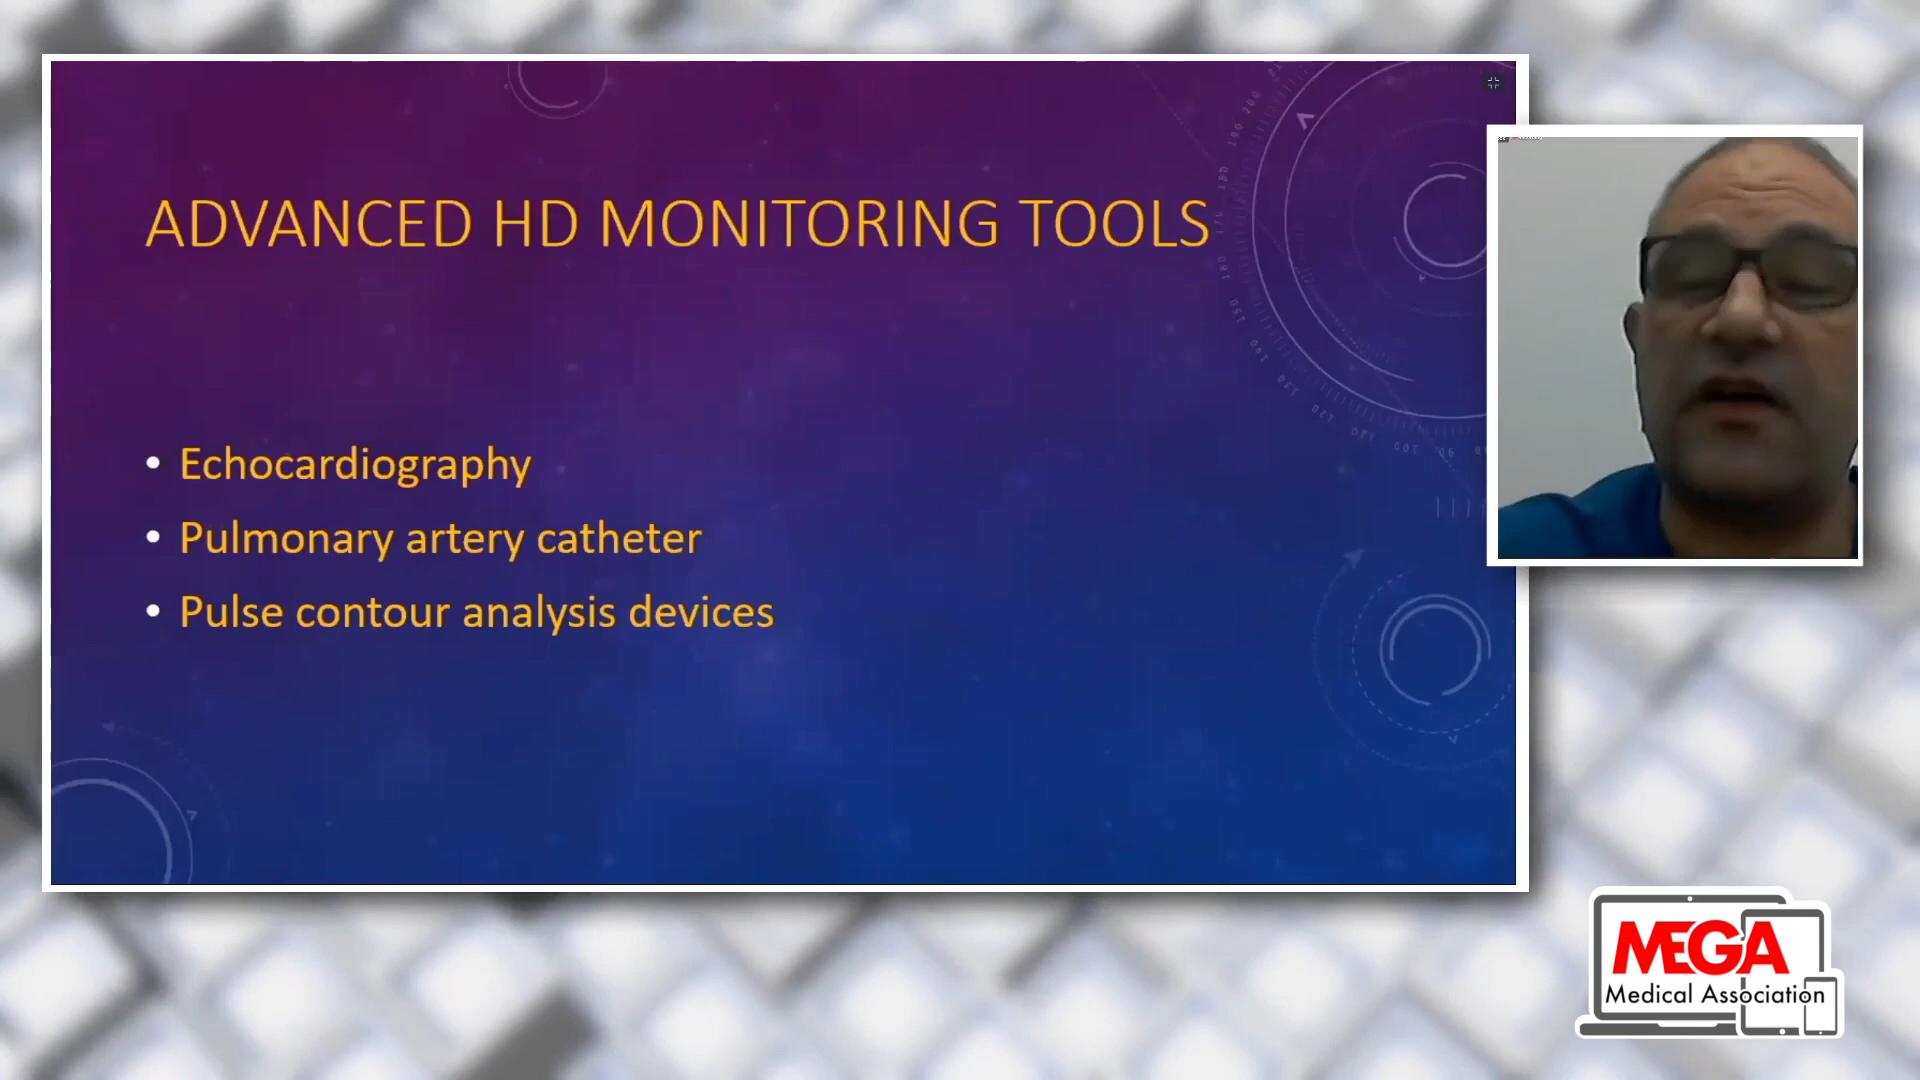 ADVANCED HD MONITORING TOOLS
• Echocardiography
• Pulmonary artery catheter
• Pulse contour analysis devices
MEGA
Medical Association